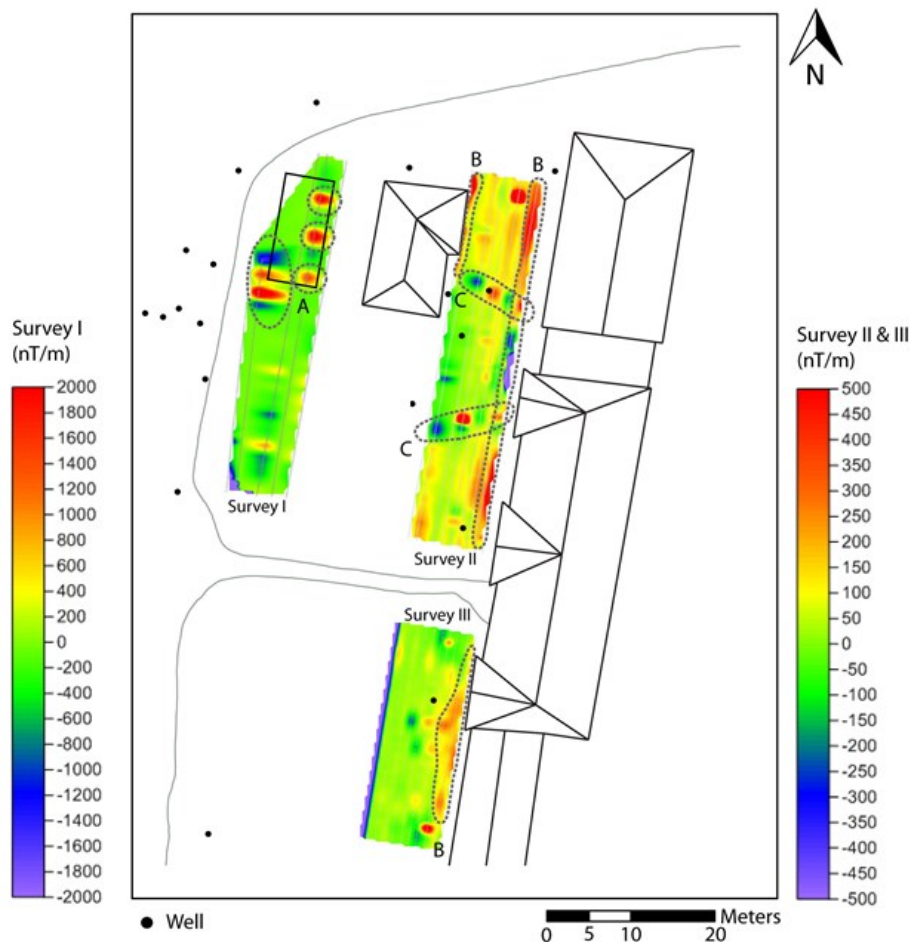 N
B
B
C
A
Survey I
(nT/m)
2000
1800
1600
1400
1200
1000
800
600
400
200
0
-200
-400
-600
-800
-1000
-1200
-1400
-1600
-1800
-2000
Survey II & III
(nT/m)
500
450
400
350
300
250
200
150
100
50
0
-50
-100
-150
-200
-250
-300
-350
-400
-450
-500
C
Survey I
Survey II
Survey III
B
Well
Meters
0 5 10 20